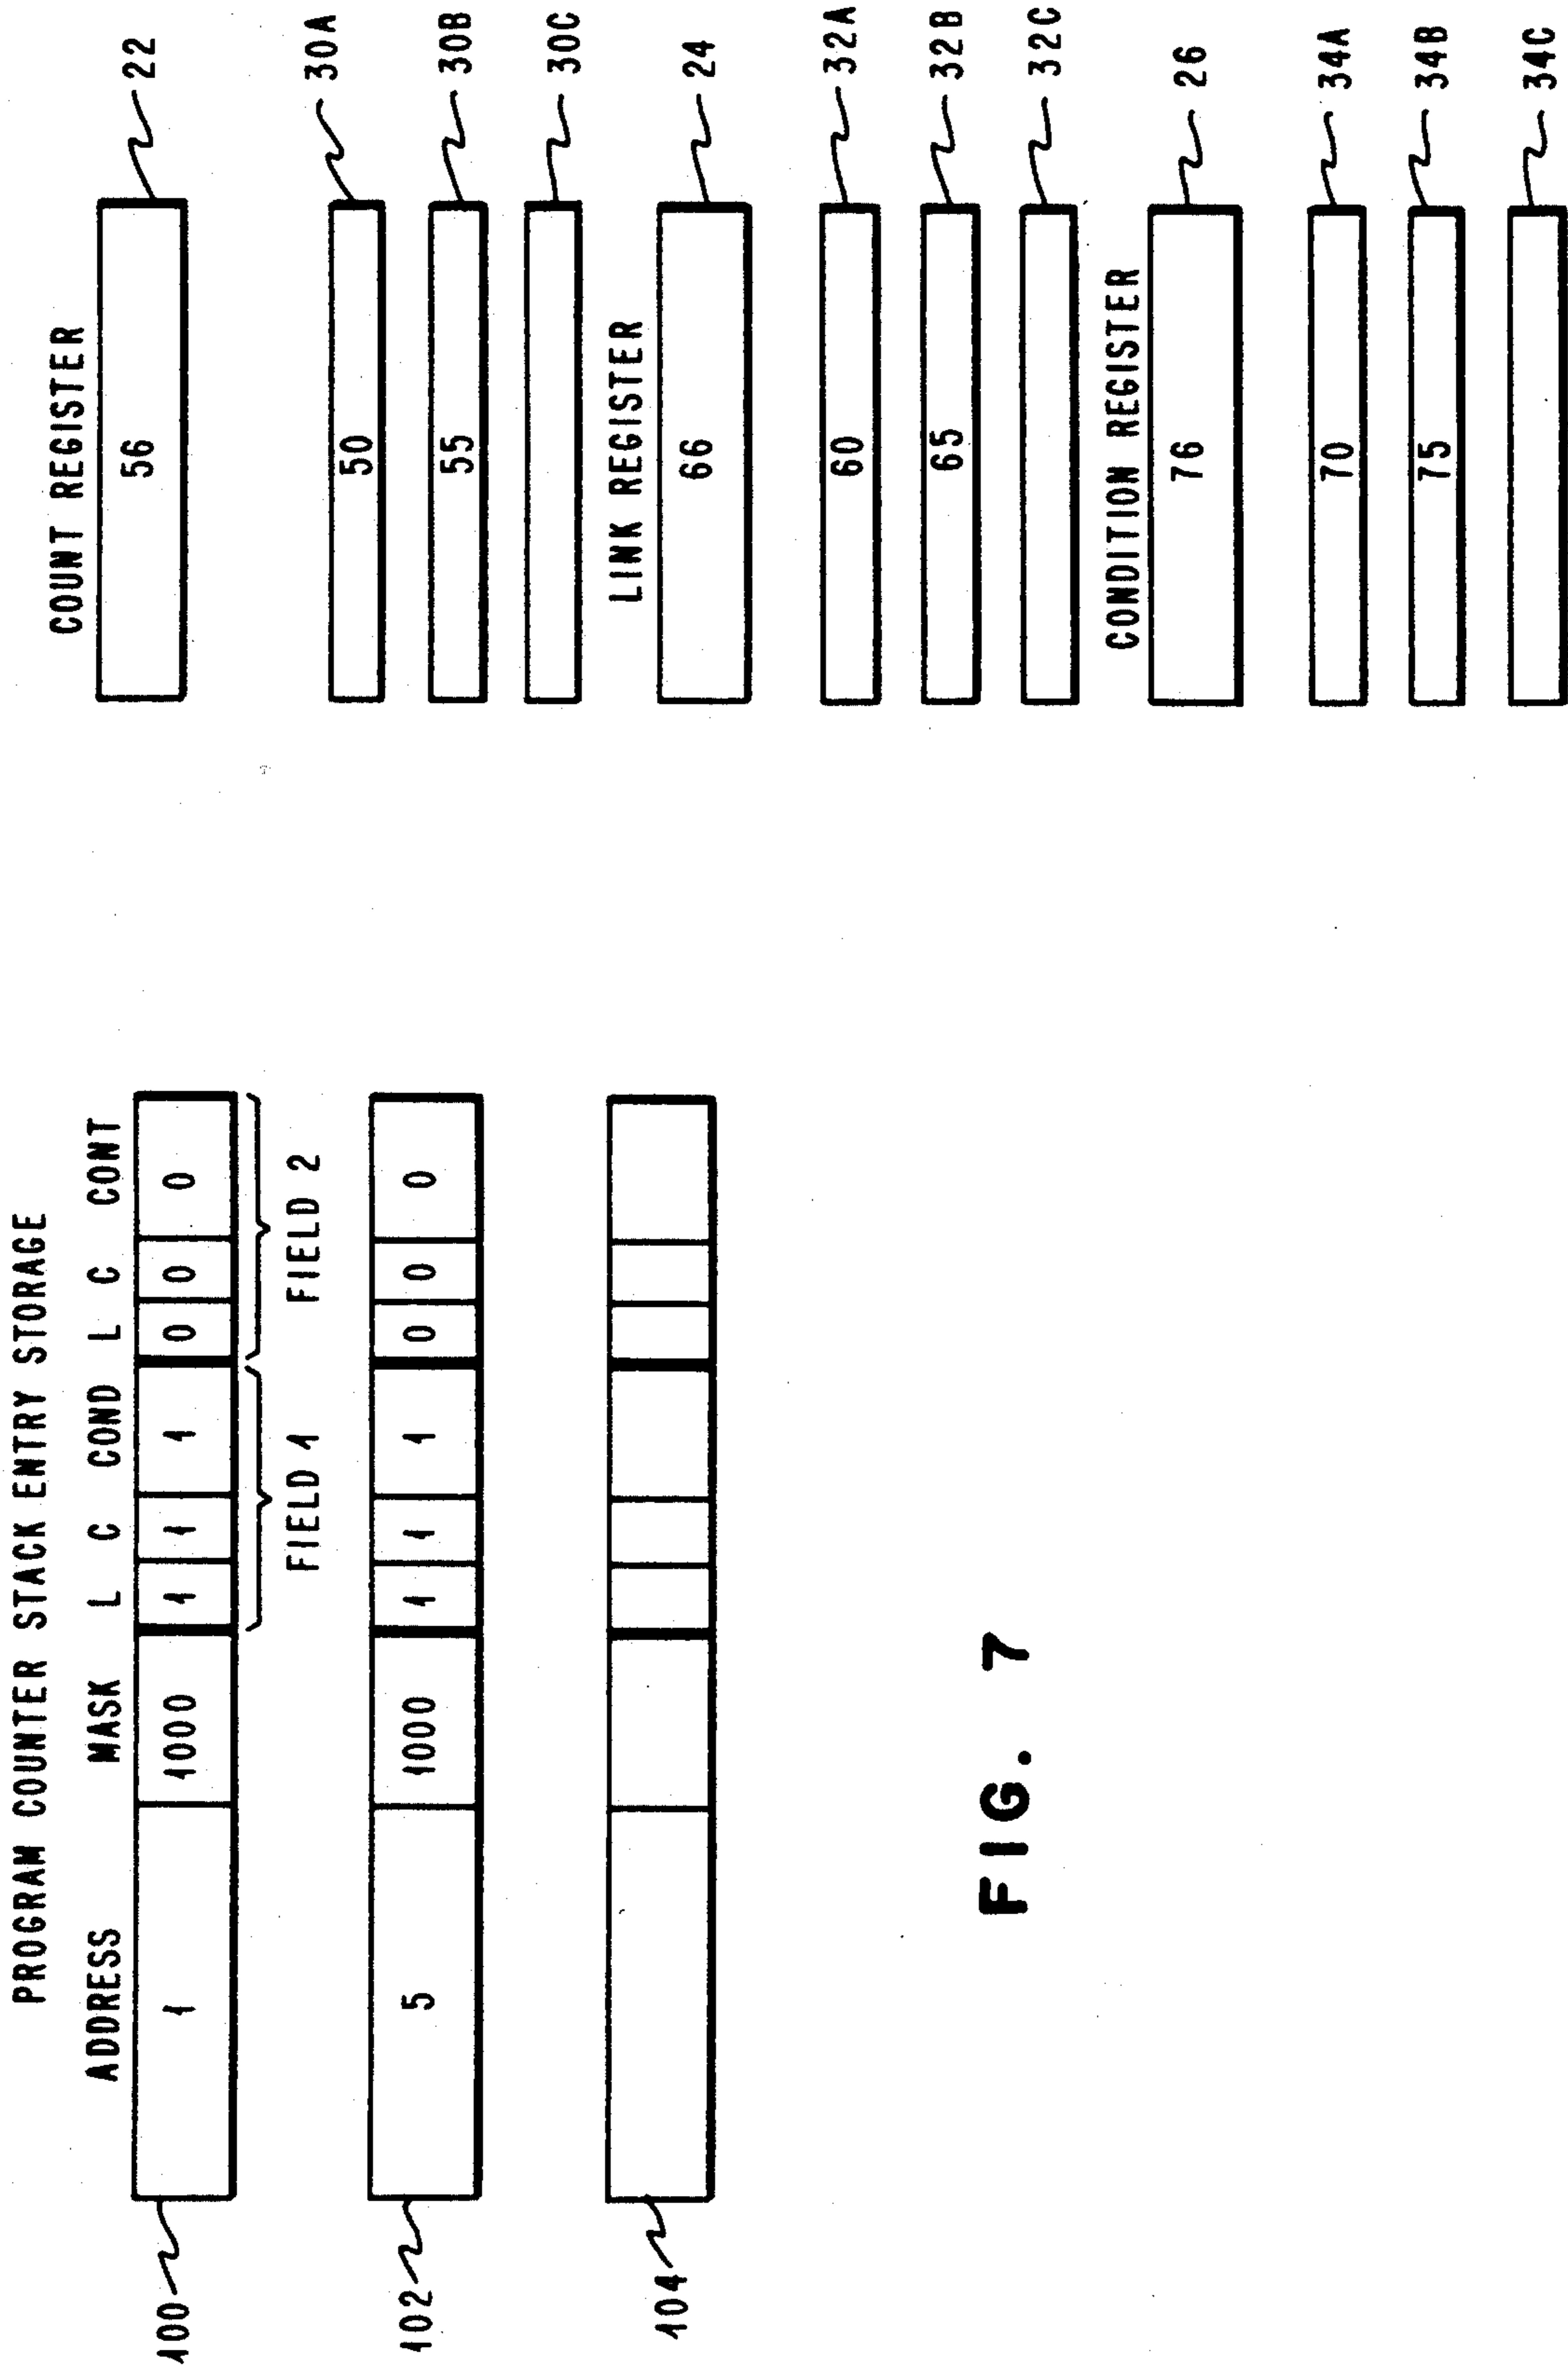 PROGRAM COUNTER STACK ENTRY STORAGE
ADDRESS MASK L C COND L C CONT
100 1 1000 1 1 1 0 0 0
FIELD 1 FIELD 2
102 5 1000 1 1 1 0 0 0
104
COUNT REGISTER
56 22
50 30A
55 30B
30C
LINK REGISTER
66 24
60 32A
65 32B
32C
CONDITION REGISTER
76 26
70 34A
75 34B
34C
FIG. 7